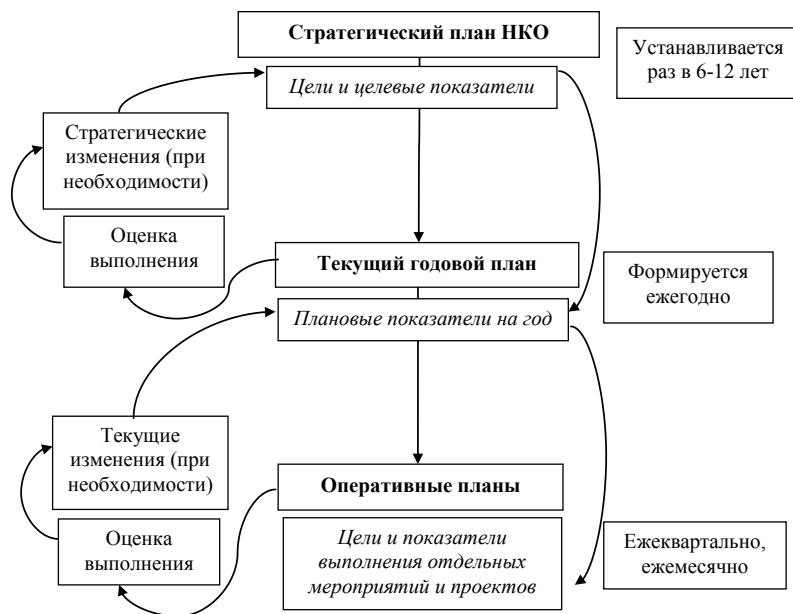 Стратегический план НКО
Устанавливается
раз в 6-12 лет
Цели и целевые показатели
Стратегические
изменения (при
необходимости)
Оценка
выполнения
Текущий годовой план
Формируется
ежегодно
Плановые показатели на год
Текущие
изменения (при
необходимости)
Оперативные планы
Оценка
выполнения
Цели и показатели
выполнения отдельных
мероприятий и проектов
Ежеквартально,
ежемесячно